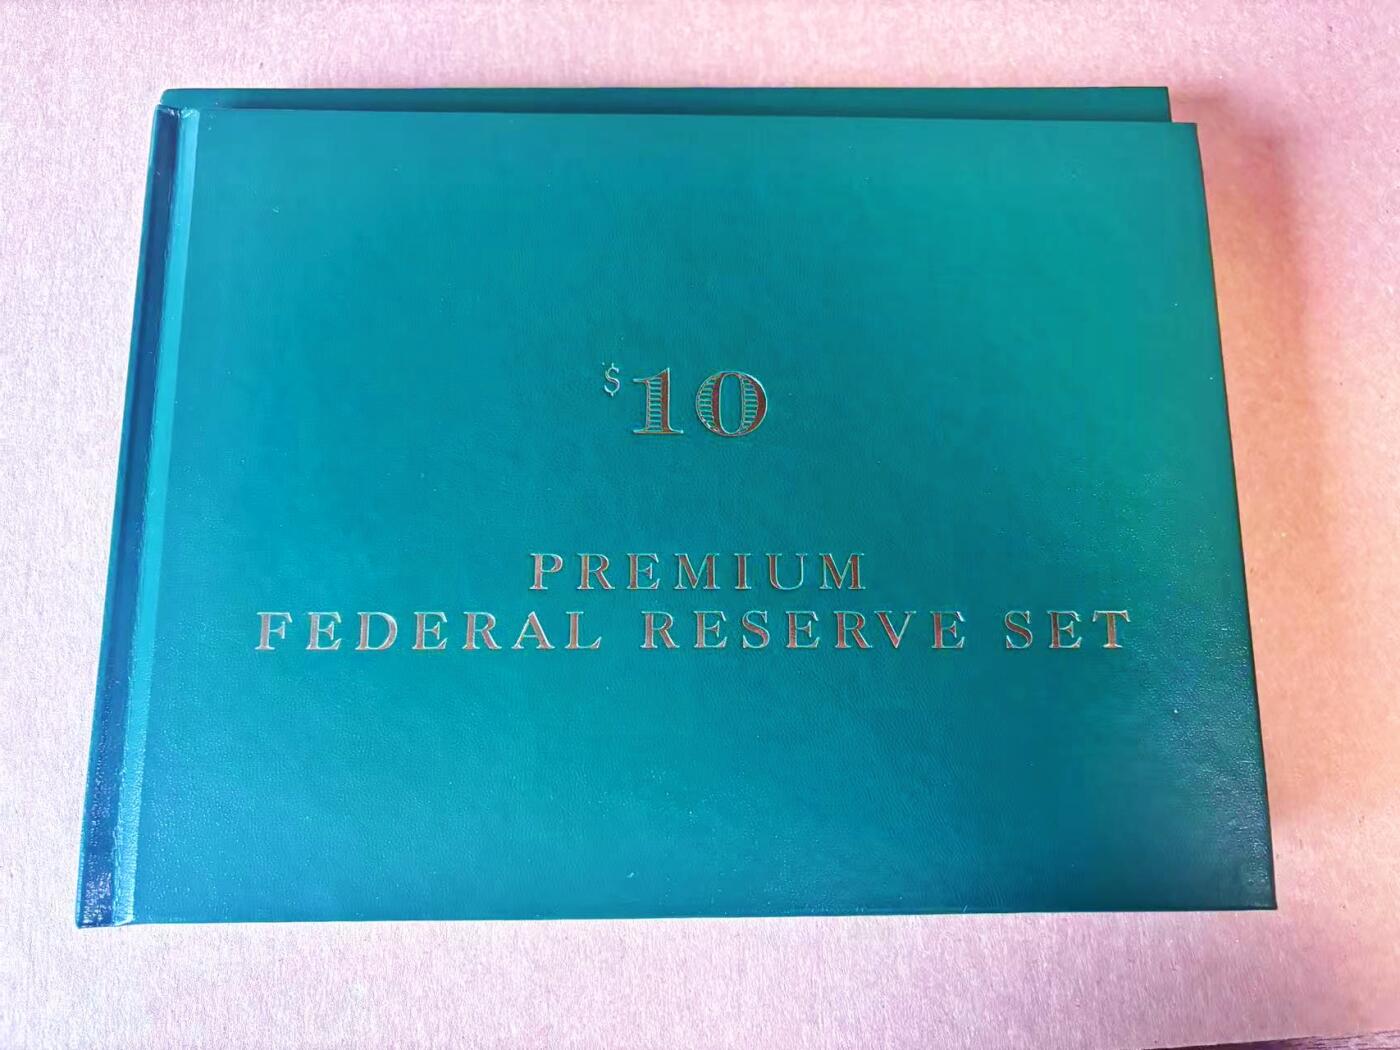 $10
PREMIUM
FEDERAL RESERVE SET